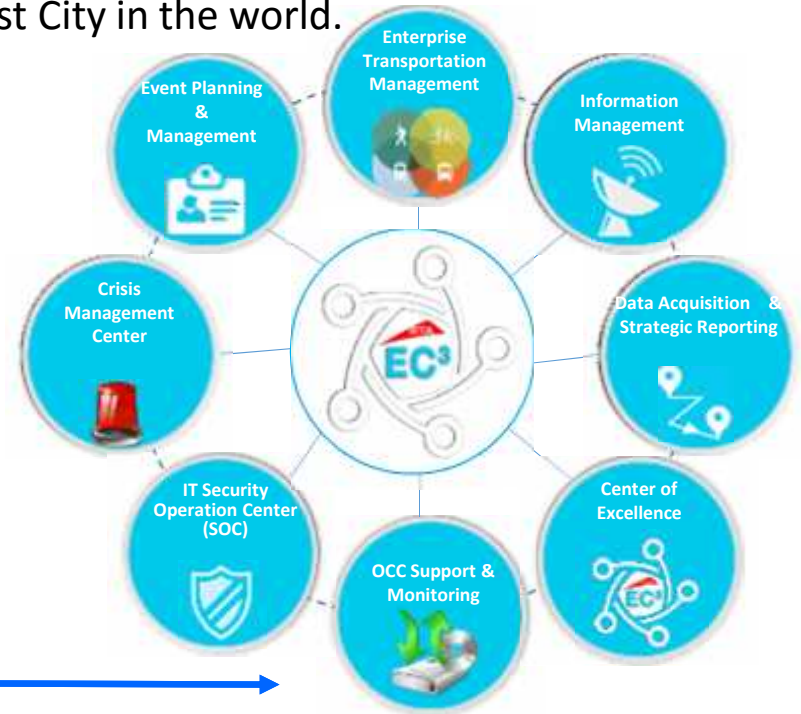 st City in the world.
Enterprise
Transportation
Management
Event Planning
&
Management
Information
Management
Crisis
Management
Center
EC³
Data Acquisition &
Strategic Reporting
IT Security
Operation Center
(SOC)
Center of
Excellence
EC³
OCC Support &
Monitoring